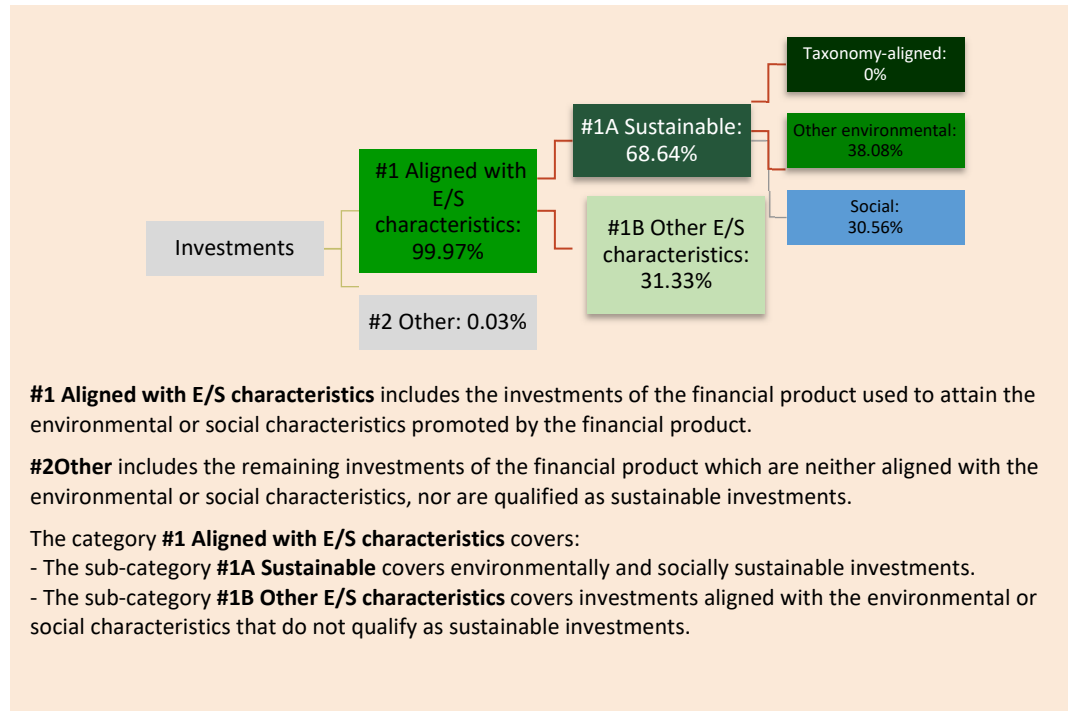 Taxonomy-aligned:
0%
#1A Sustainable:
68.64%
Other environmental:
38.08%
#1 Aligned with
E/S
characteristics:
99.97%
Social:
30.56%
Investments
#1B Other E/S
characteristics:
31.33%
#2 Other: 0.03%
#1 Aligned with E/S characteristics includes the investments of the financial product used to attain the
environmental or social characteristics promoted by the financial product.
#2Other includes the remaining investments of the financial product which are neither aligned with the
environmental or social characteristics, nor are qualified as sustainable investments.
The category #1 Aligned with E/S characteristics covers:
- The sub-category #1A Sustainable covers environmentally and socially sustainable investments.
- The sub-category #1B Other E/S characteristics covers investments aligned with the environmental or
social characteristics that do not qualify as sustainable investments.